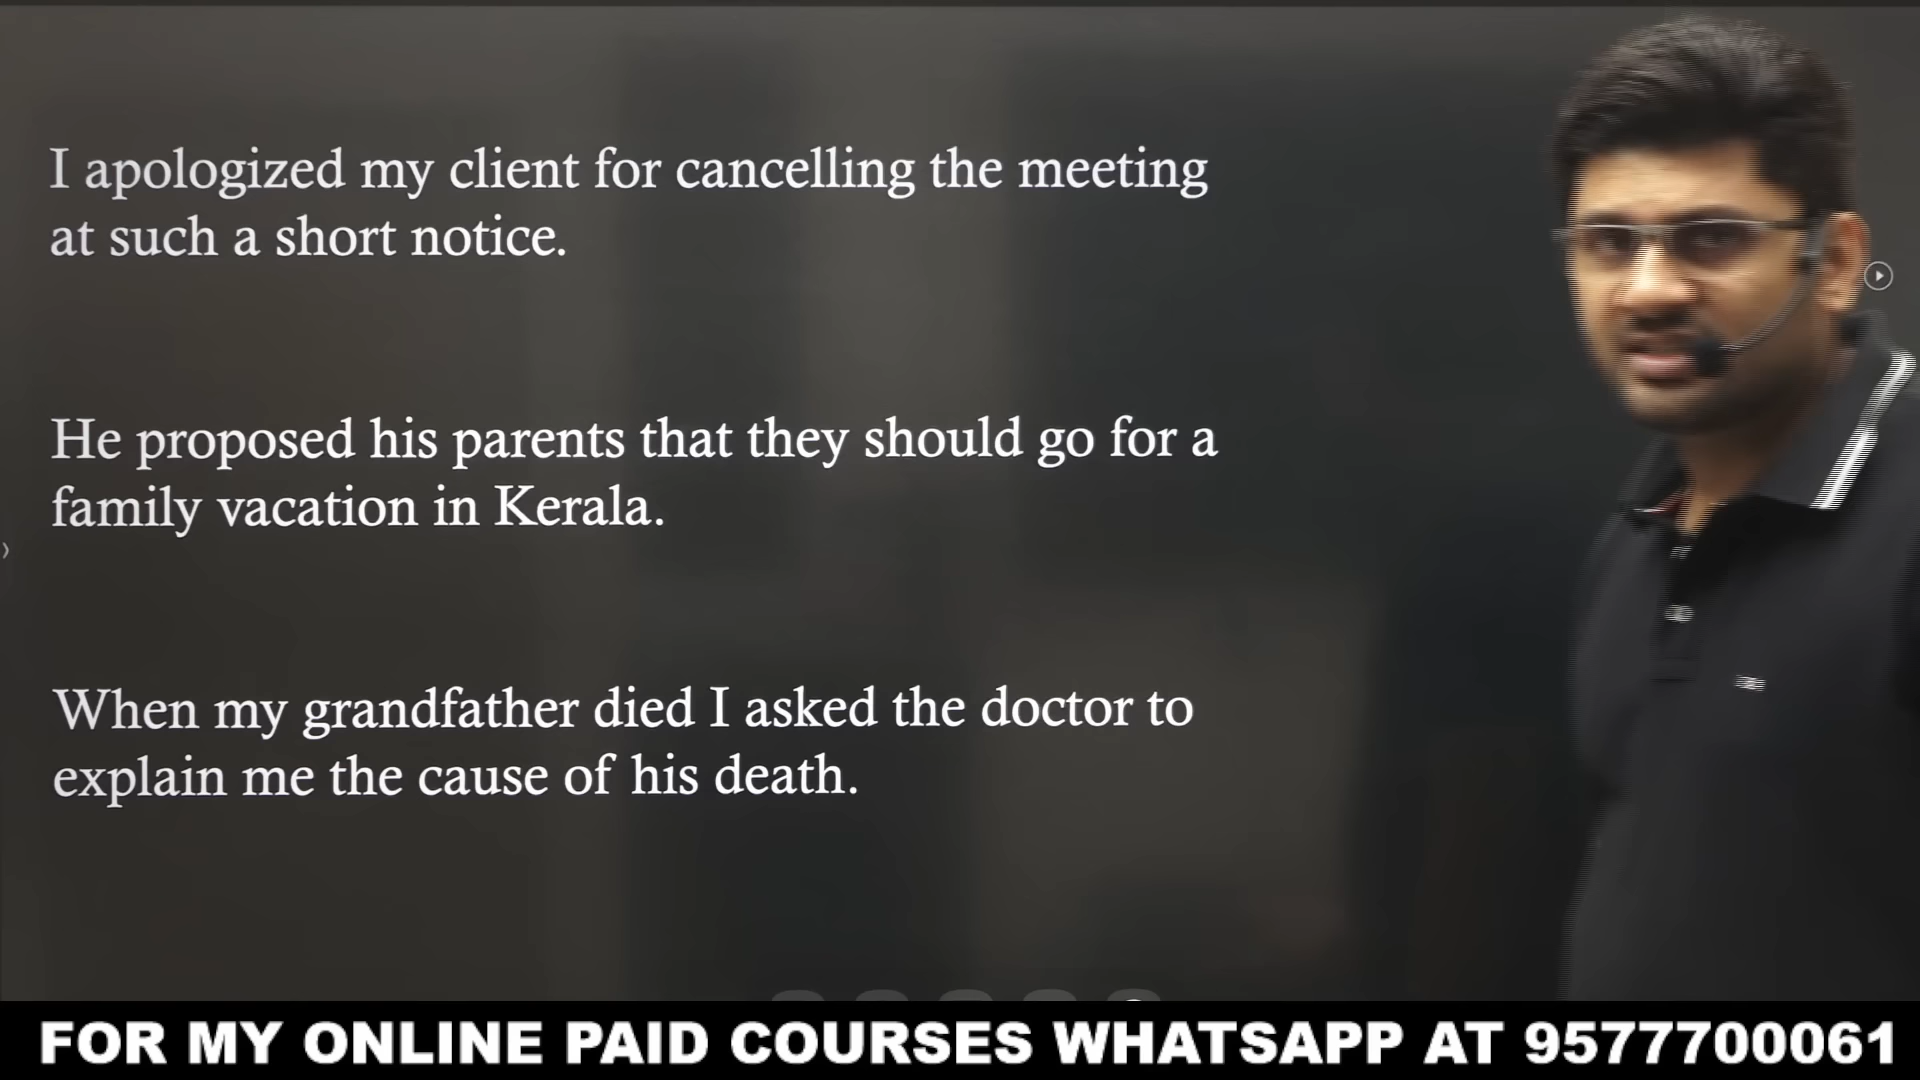 I apologized my client for cancelling the meeting
at such a short notice.
He proposed his parents that they should go for a
family vacation in Kerala.
When my grandfather died I asked the doctor to
explain me the cause of his death.
FOR MY ONLINE PAID COURSES WHATSAPP AT 9577700061